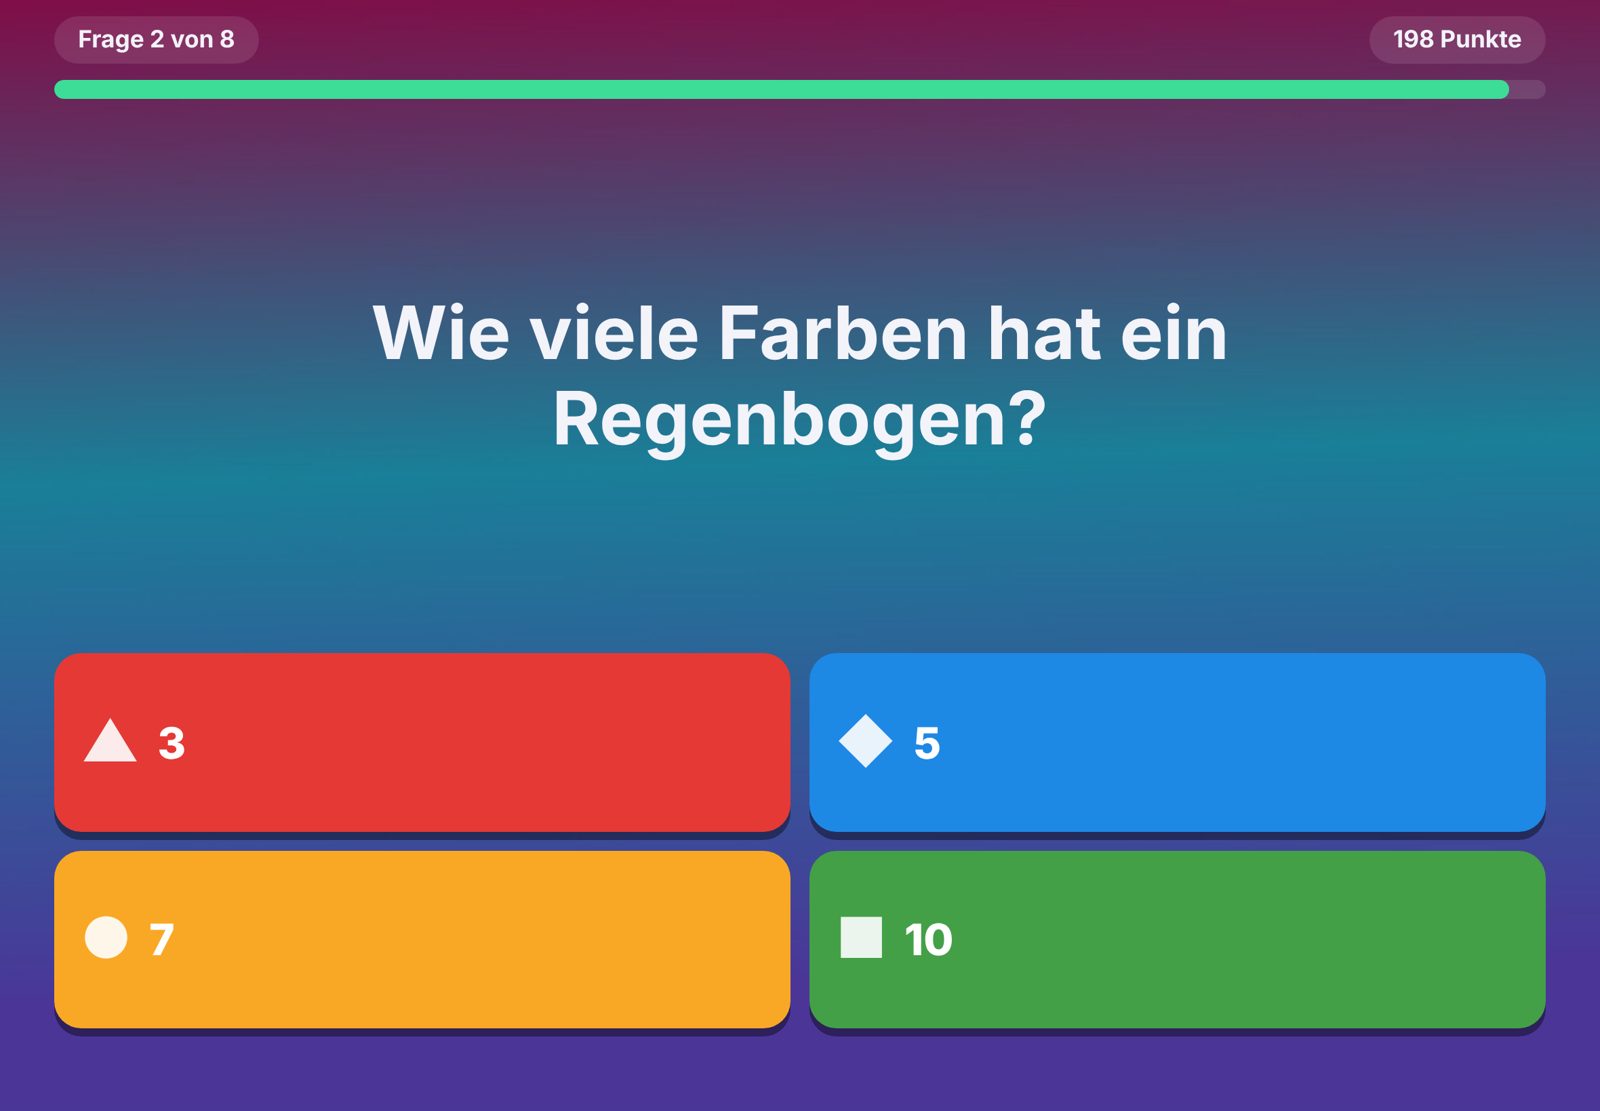 Frage 2 von 8
198 Punkte
Wie viele Farben hat ein
Regenbogen?
3
5
7
10